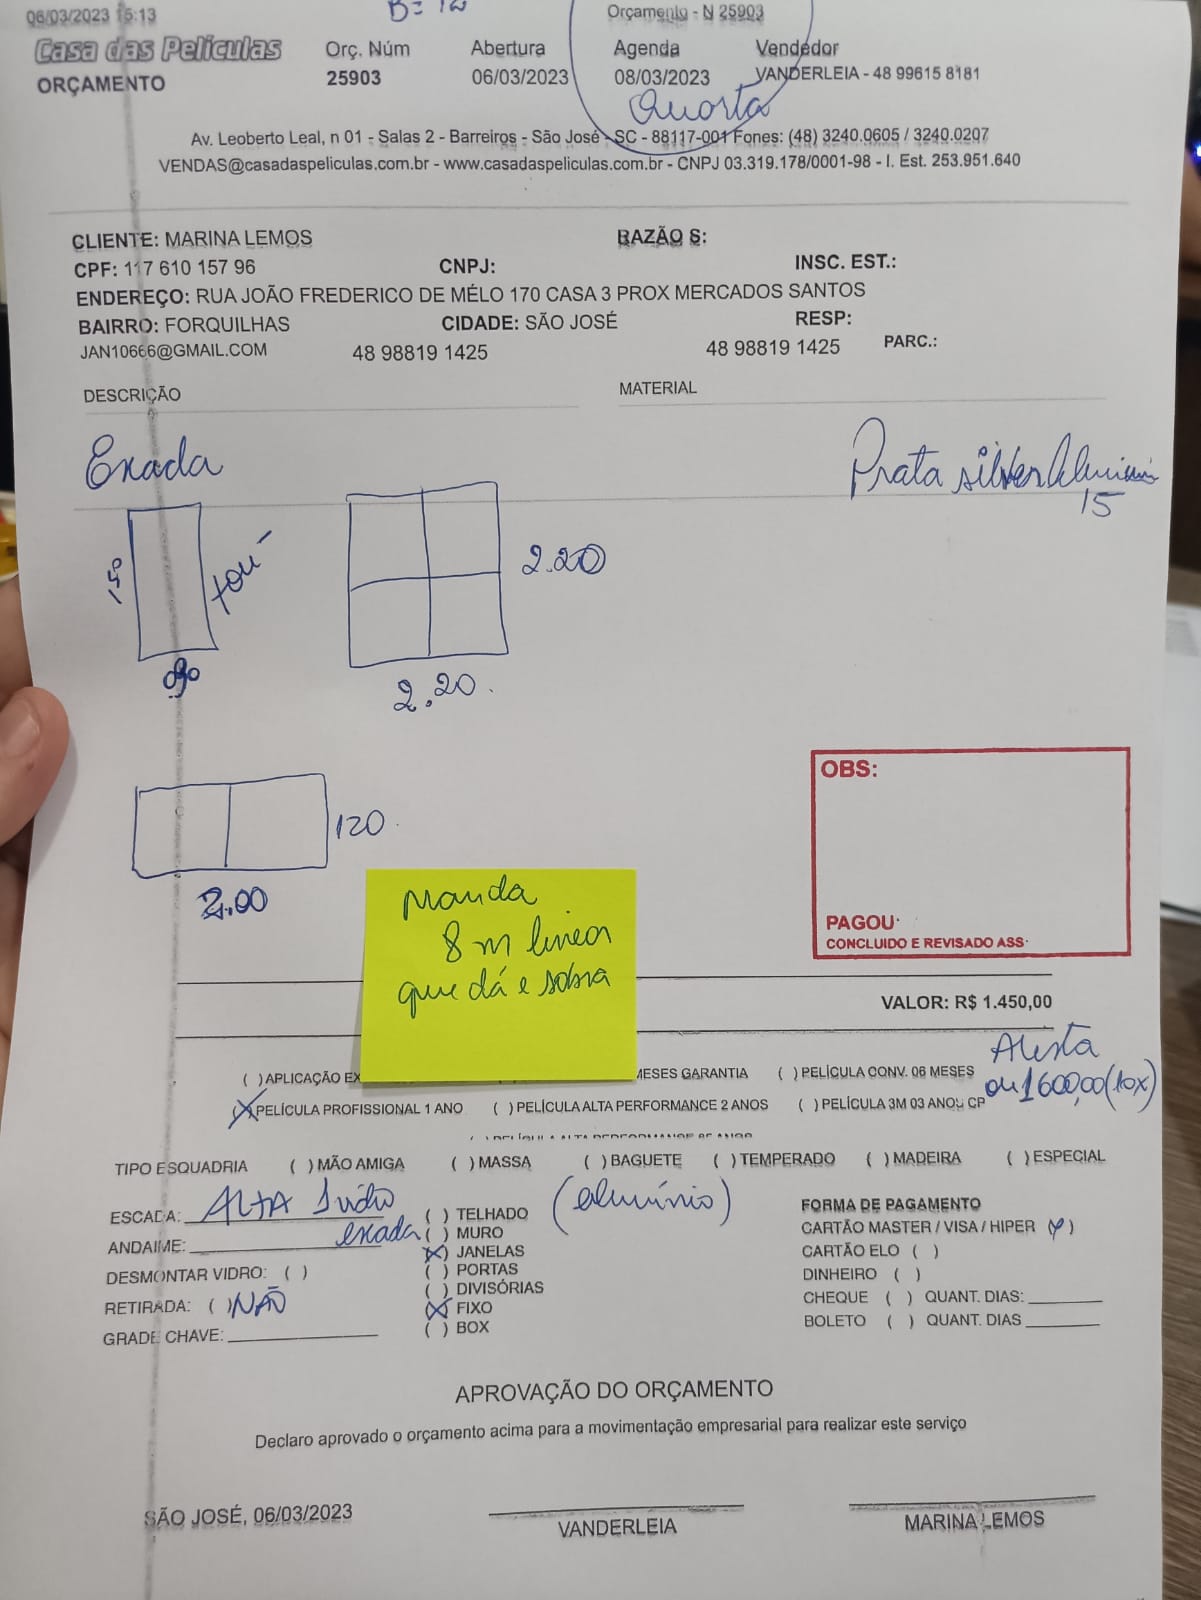 06/03/2023 15:13
Orçamento - N 25903
Casa das Películas
Orç. Núm Abertura Agenda Vendedor
ORÇAMENTO
25903 06/03/2023 08/03/2023 VANDERLEIA - 48 99615 8181
Quarta
Av. Leoberto Leal, n 01 - Salas 2 - Barreiros - São José - SC - 88117-001 Fones: (48) 3240.0605 / 3240.0207
VENDAS@casadaspeliculas.com.br - www.casadaspeliculas.com.br - CNPJ 03.319.178/0001-98 - I. Est. 253.951.640
CLIENTE: MARINA LEMOS BAZÃO S:
CPF: 117 610 157 96 CNPJ: INSC. EST.:
ENDEREÇO: RUA JOÃO FREDERICO DE MÉLO 170 CASA 3 PROX MERCADOS SANTOS
BAIRRO: FORQUILHAS CIDADE: SÃO JOSÉ RESP:
JAN10666@GMAIL.COM 48 98819 1425 48 98819 1425 PARC.:
DESCRIÇÃO MATERIAL
Prata silver
15
2.20
2.20
120
2.00
OBS:
PAGOU
CONCLUIDO E REVISADO ASS
Manda
8 m linear
que dá e sobra
VALOR: R$ 1.450,00
ou 1600,00 (10x)
( ) APLICAÇÃO EX MESES GARANTIA ( ) PELÍCULA CONV. 06 MESES
(X) PELÍCULA PROFISSIONAL 1 ANO ( ) PELÍCULA ALTA PERFORMANCE 2 ANOS ( ) PELÍCULA 3M 03 ANOS CP
TIPO ESQUADRIA ( ) MÃO AMIGA ( ) MASSA ( ) BAGUETE ( ) TEMPERADO ( ) MADEIRA ( ) ESPECIAL
(alumínio)
ESCADA: ALTA
ANDAIME:
DESMONTAR VIDRO: ( )
RETIRADA: ( ) NÃO
GRADE CHAVE:
( ) TELHADO
( ) MURO
(X) JANELAS
( ) PORTAS
( ) DIVISÓRIAS
(X) FIXO
( ) BOX
FORMA DE PAGAMENTO
CARTÃO MASTER / VISA / HIPER (X)
CARTÃO ELO ( )
DINHEIRO ( )
CHEQUE ( ) QUANT. DIAS:
BOLETO ( ) QUANT. DIAS
APROVAÇÃO DO ORÇAMENTO
Declaro aprovado o orçamento acima para a movimentação empresarial para realizar este serviço
SÃO JOSÉ, 06/03/2023
VANDERLEIA
MARINA LEMOS